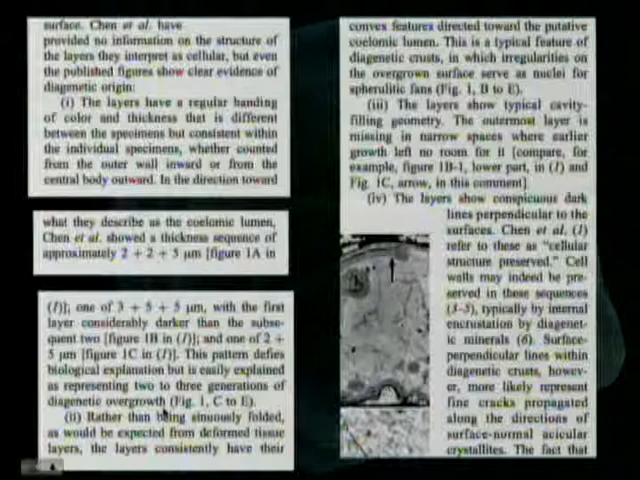 surface. Chen et al. have
provided no information on the structure of
the layers they interpret as cellular, but even
the published figures show clear evidence of
diagenetic origin:
(i) The layers have a regular banding
of color and thickness that is different
between the specimens but consistent within
the individual specimens, whether counted
from the outer wall inward or from the
central body outward. In the direction toward
what they describe as the coelomic lumen,
Chen et al. showed a thickness sequence of
approximately 2 + 2 + 5 μm [figure 1A in
(1)]; one of 3 + 5 + 5 μm, with the first
layer considerably darker than the subse-
quent two [figure 1B in (1)]; and one of 2 +
5 μm [figure 1C in (1)]. This pattern defies
biological explanation but is easily explained
as representing two to three generations of
diagenetic overgrowth (Fig. 1, C to E).
(ii) Rather than being sinuously folded,
as would be expected from deformed tissue
layers, the layers consistently have their
convex features directed toward the putative
coelomic lumen. This is a typical feature of
diagenetic crusts, in which irregularities on
the overgrown surface serve as nuclei for
spherulitic fans (Fig. 1, B to E).
(iii) The layers show typical cavity-
filling geometry. The outermost layer is
missing in narrow spaces where earlier
growth left no room for it [compare, for
example, figure 1B-1, lower part, in (1) and
Fig. 1C, arrow, in this comment].
(iv) The layers show conspicuous dark
lines perpendicular to the
surfaces. Chen et al. (1)
refer to these as "cellular
structure preserved." Cell
walls may indeed be pre-
served in these sequences
(3–5), typically by internal
encrustation by diagenet-
ic minerals (6). Surface-
perpendicular lines within
diagenetic crusts, howev-
er, more likely represent
fine cracks propagated
along the directions of
surface-normal acicular
crystallites. The fact that